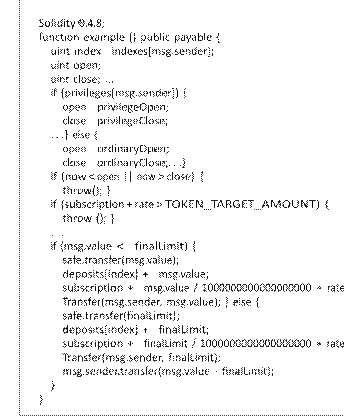 Solidity 0.4.8;
function example () public payable {
uint index indexes[msg.sender];
uint open;
uint close; ...
if (privileges[msg.sender]) {
open privilegeOpen;
close privilegeClose;
...} else {
open ordinaryOpen;
close ordinaryClose;...}
if (now < open || now > close) {
throw(); }
if (subscription + rate > TOKEN_TARGET_AMOUNT) {
throw (); }
...
if (msg.value < finalLimit) {
safe.transfer(msg.value);
deposits[index] + msg.value;
subscription + msg.value / 1000000000000000000 * rate
Transfer(msg.sender, msg.value); } else {
safe.transfer(finalLimit);
deposits[index] + finalLimit;
subscription + finalLimit / 1000000000000000000 * rate
Transfer(msg.sender, finalLimit);
msg.sender.transfer(msg.value - finalLimit);
}
}